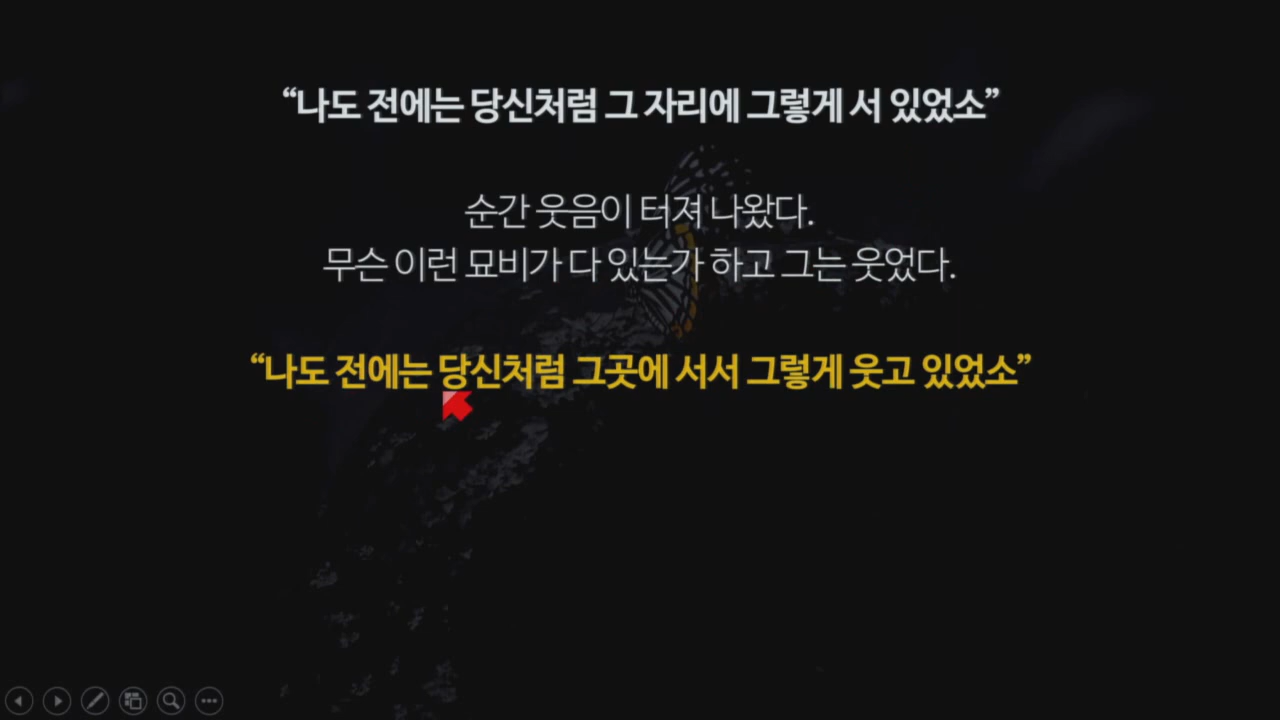 “나도 전에는 당신처럼 그 자리에 그렇게 서 있었소”
순간 웃음이 터져 나왔다.
무슨 이런 묘비가 다 있는가 하고 그는 웃었다.
“나도 전에는 당신처럼 그곳에 서서 그렇게 웃고 있었소”